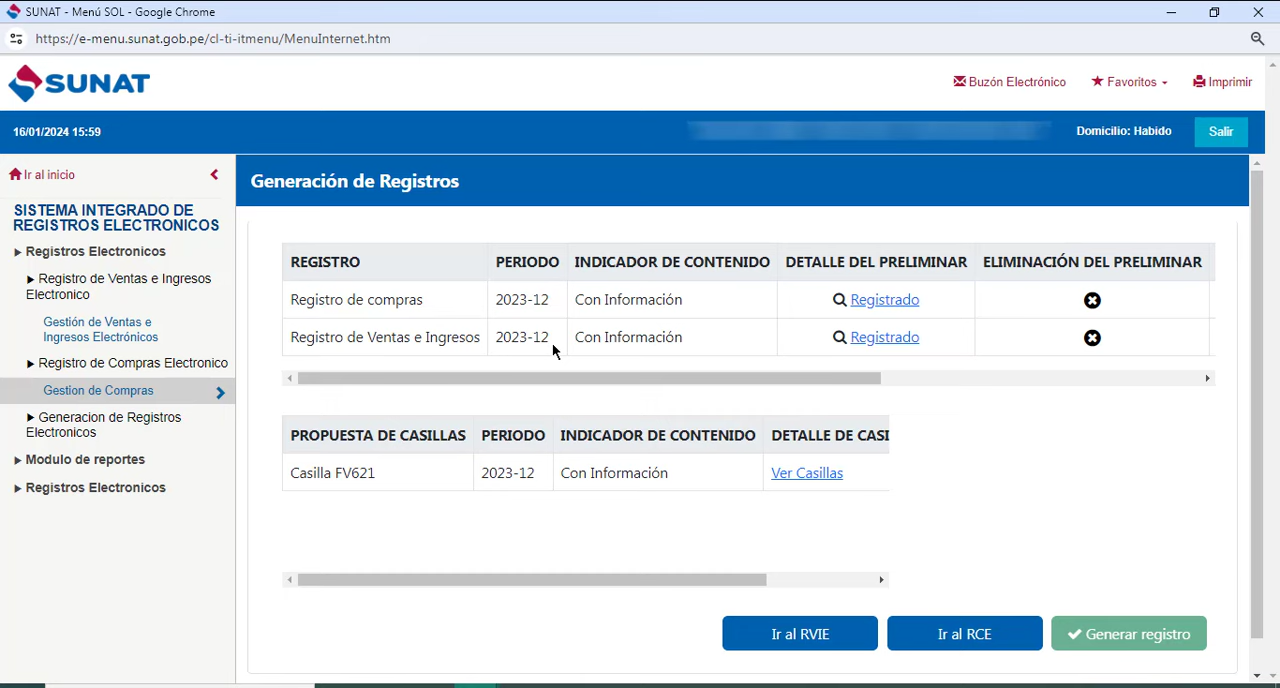 SUNAT - Menú SOL - Google Chrome
https://e-menu.sunat.gob.pe/cl-ti-itmenu/MenuInternet.htm
SUNAT
Buzón Electrónico
Favoritos
Imprimir
16/01/2024 15:59
Domicilio: Habido
Salir
Ir al inicio
SISTEMA INTEGRADO DE
REGISTROS ELECTRONICOS
Registros Electronicos
Registro de Ventas e Ingresos
Electronico
Gestión de Ventas e
Ingresos Electrónicos
Registro de Compras Electronico
Gestion de Compras
Generacion de Registros
Electronicos
Modulo de reportes
Registros Electronicos
Generación de Registros
REGISTRO PERIODO INDICADOR DE CONTENIDO DETALLE DEL PRELIMINAR ELIMINACIÓN DEL PRELIMINAR
Registro de compras 2023-12 Con Información Registrado
Registro de Ventas e Ingresos 2023-12 Con Información Registrado
PROPUESTA DE CASILLAS PERIODO INDICADOR DE CONTENIDO DETALLE DE CASI
Casilla FV621 2023-12 Con Información Ver Casillas
Ir al RVIE
Ir al RCE
Generar registro